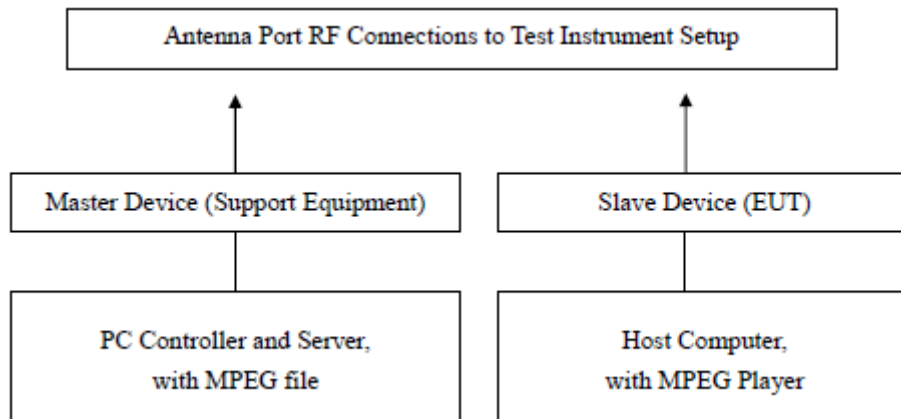 Antenna Port RF Connections to Test Instrument Setup
Master Device (Support Equipment)
Slave Device (EUT)
PC Controller and Server,
with MPEG file
Host Computer,
with MPEG Player